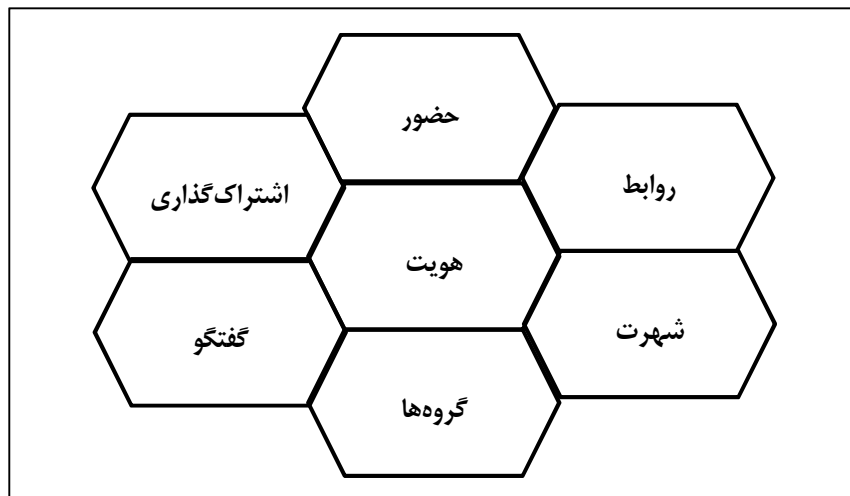 حضور
روابط
اشتراک‌گذاری
هویت
شهرت
گفتگو
گروه‌ها